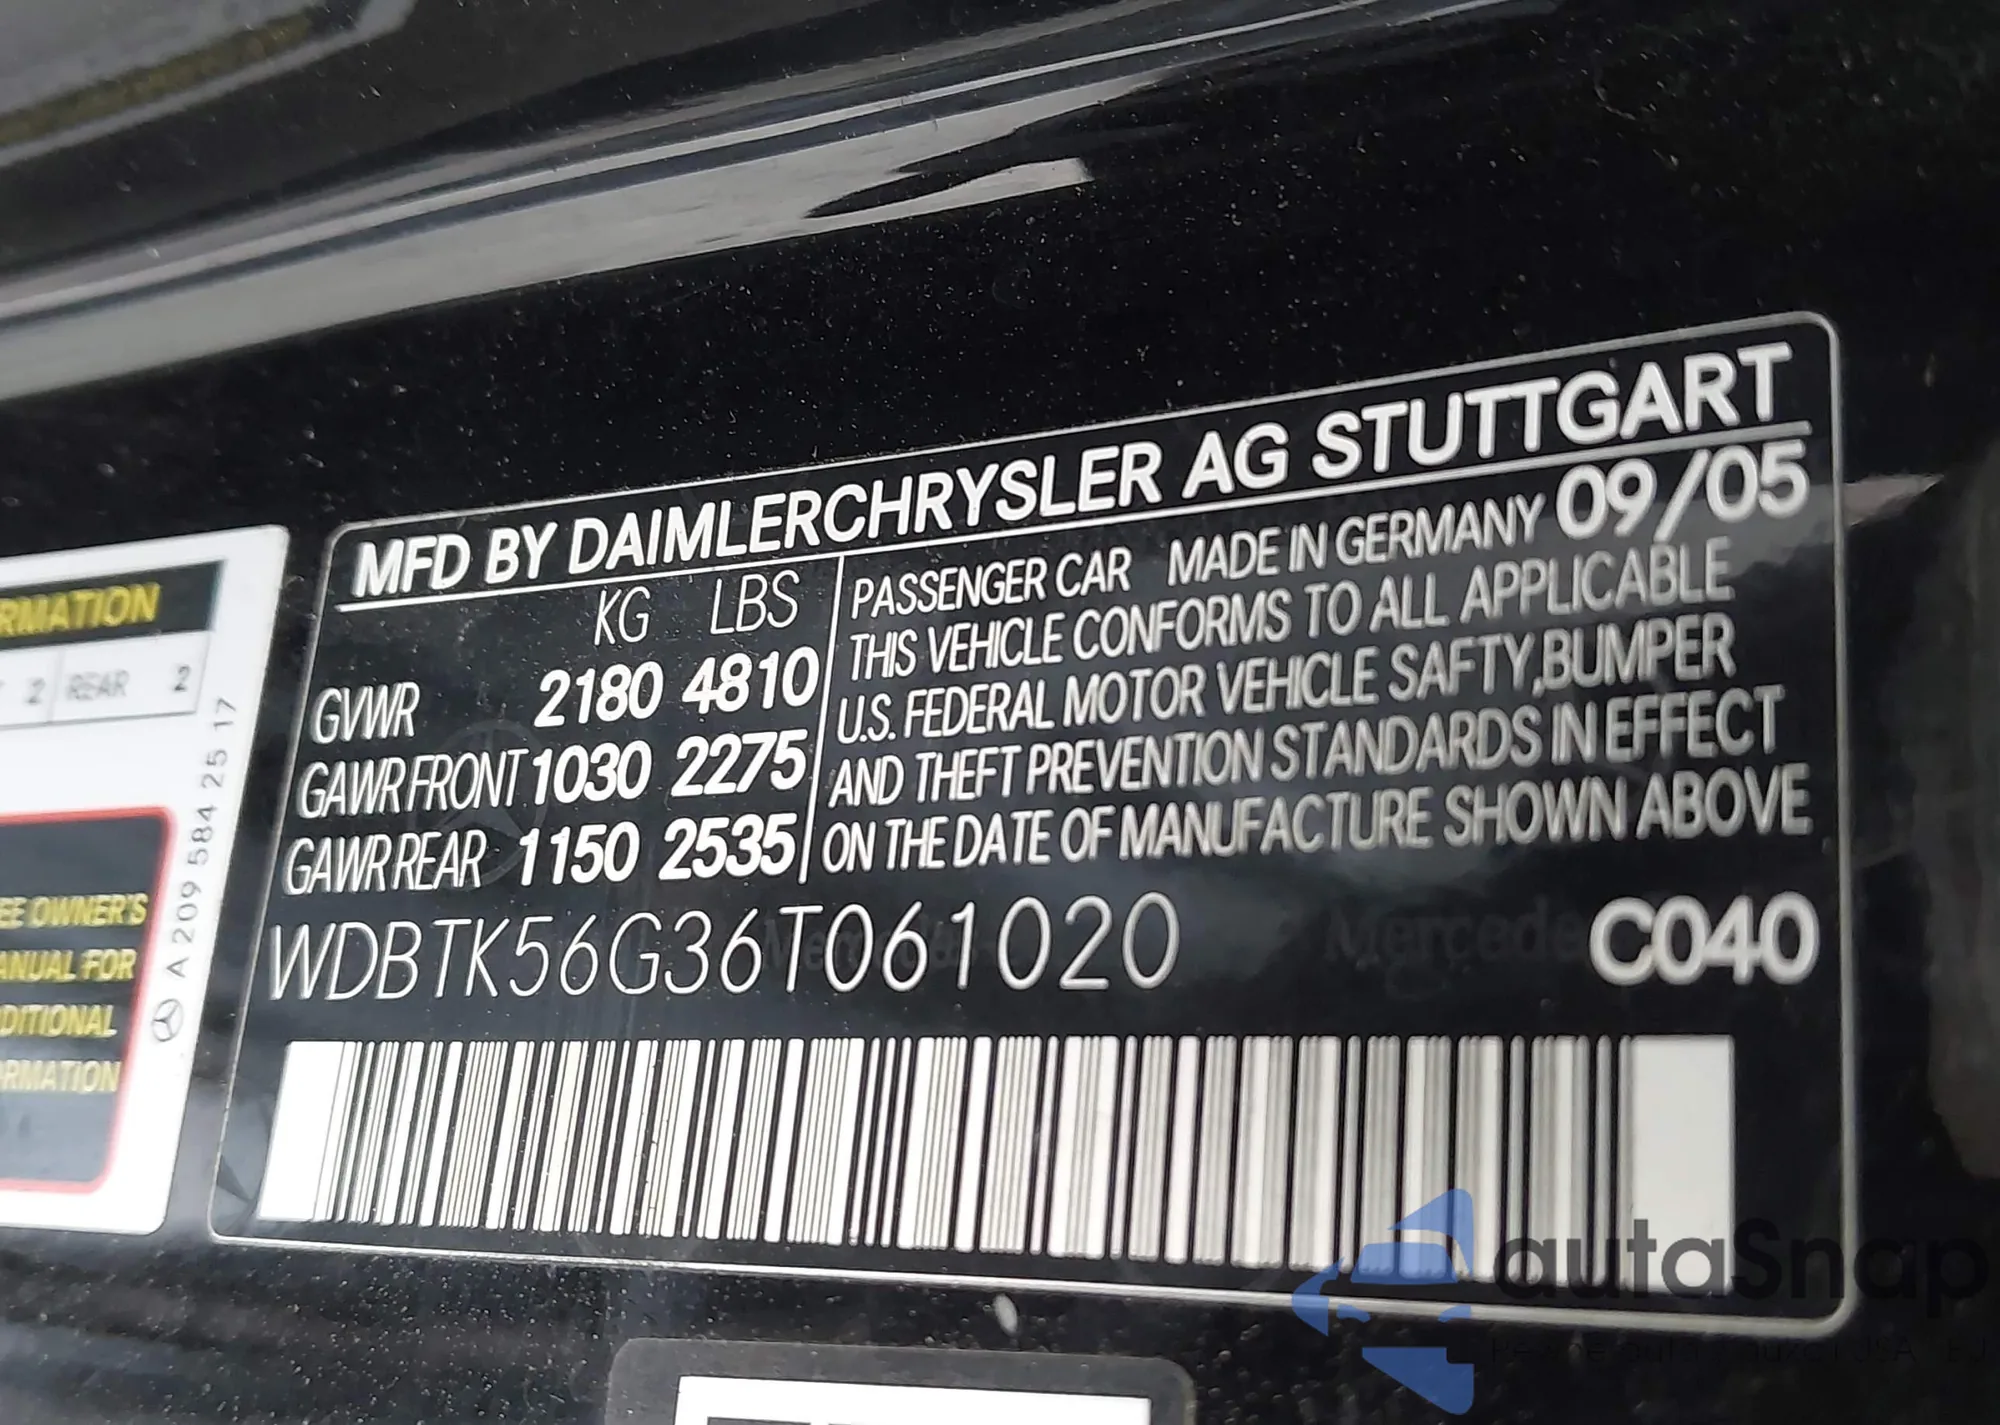 MFD BY DAIMLERCHRYSLER AG STUTTGART
KG LBS
GVWR 2180 4810
GAWR FRONT 1030 2275
GAWR REAR 1150 2535
PASSENGER CAR MADE IN GERMANY 09/05
THIS VEHICLE CONFORMS TO ALL APPLICABLE
U.S. FEDERAL MOTOR VEHICLE SAFTY,BUMPER
AND THEFT PREVENTION STANDARDS IN EFFECT
ON THE DATE OF MANUFACTURE SHOWN ABOVE
WDBTK56G36T061020 C040
RMATION
2 REAR 2
EE OWNER'S
ANUAL FOR
DITIONAL
RMATION
A 209 584 25 17
autaSnap